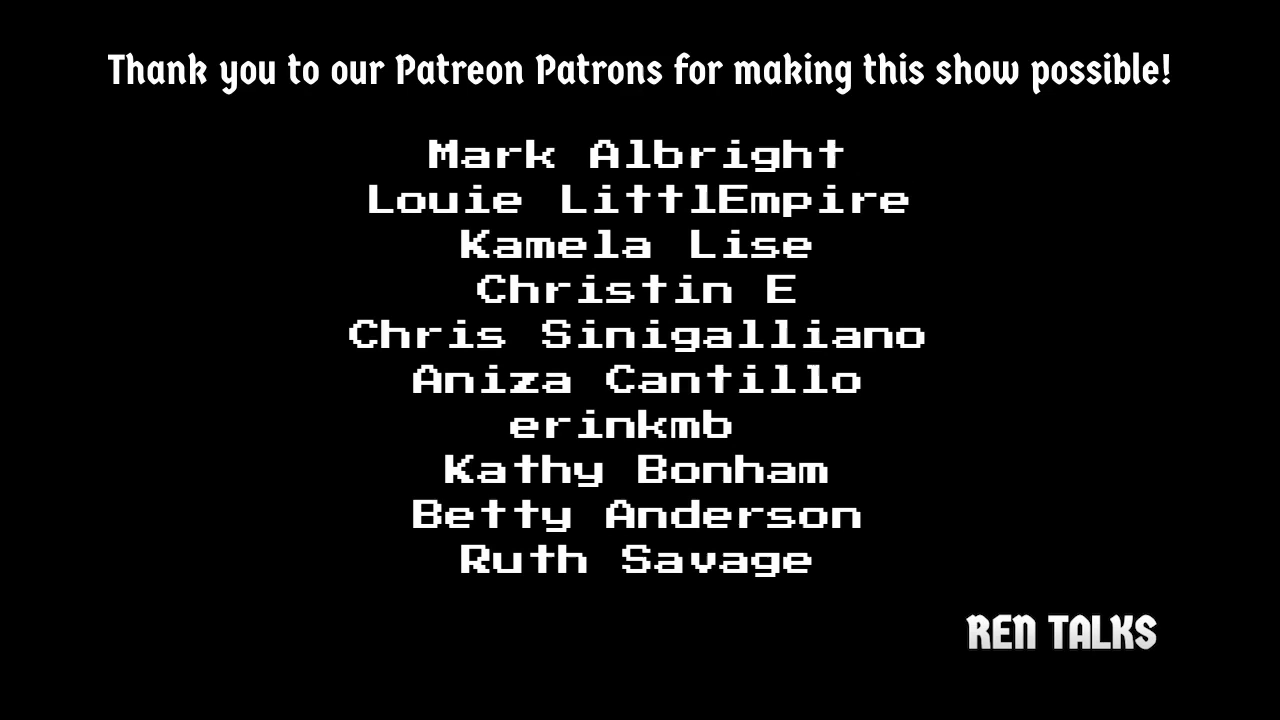 Thank you to our Patreon Patrons for making this show possible!
Mark Albright
Louie LittlEmpire
Kamela Lise
Christin E
Chris Sinigalliano
Aniza Cantillo
erinkmb
Kathy Bonham
Betty Anderson
Ruth Savage
REN TALKS